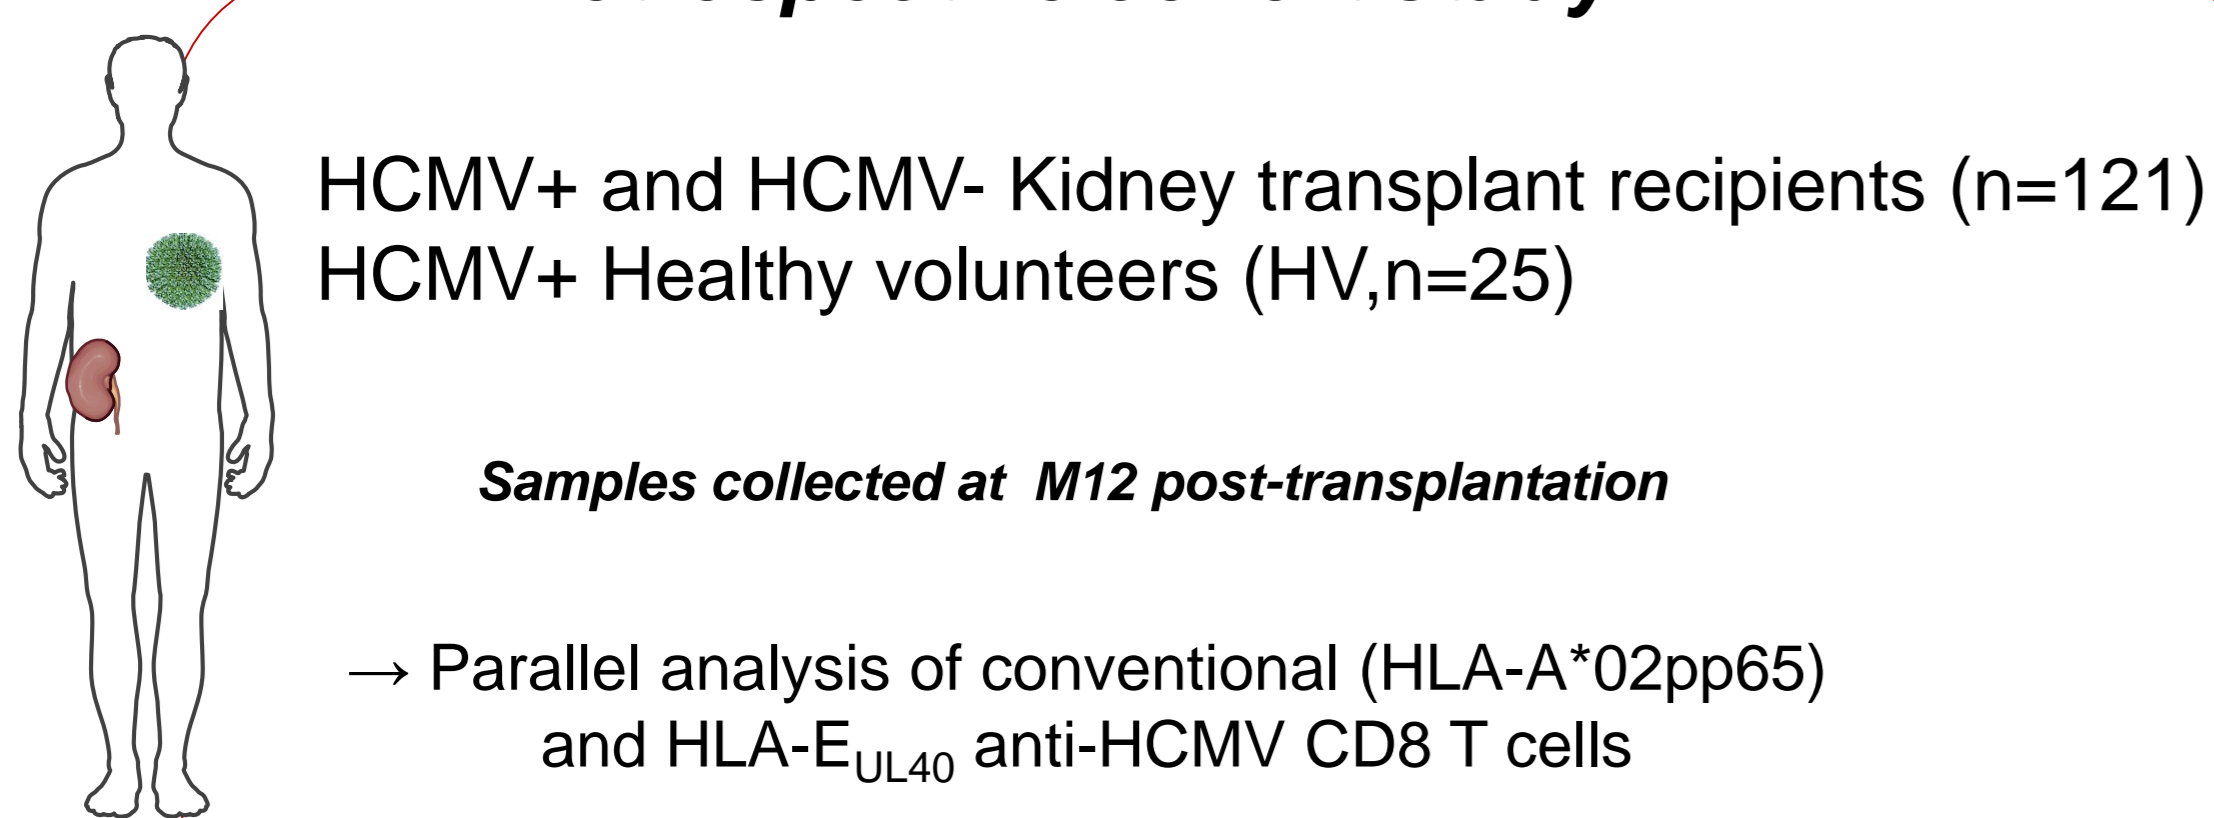 HCMV+ and HCMV- Kidney transplant recipients (n=121)
HCMV+ Healthy volunteers (HV,n=25)
Samples collected at M12 post-transplantation
→ Parallel analysis of conventional (HLA-A*02pp65)
and HLA-E_UL40 anti-HCMV CD8 T cells